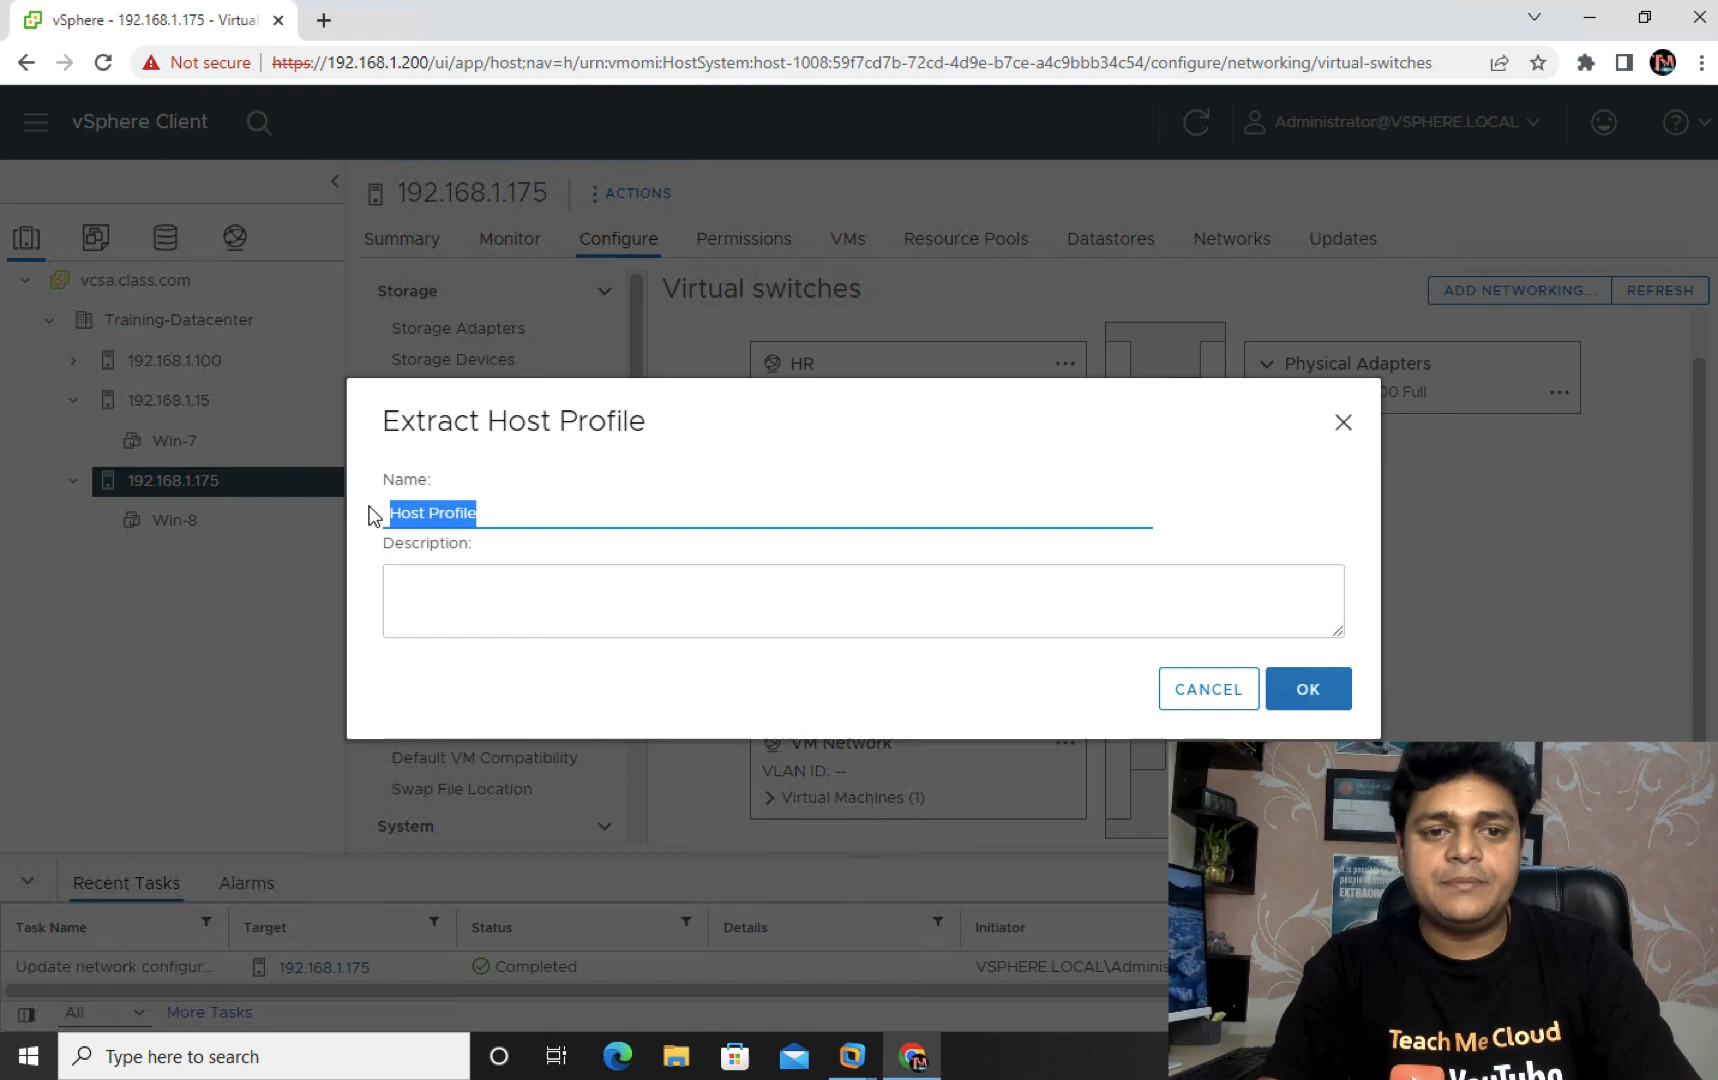 vSphere - 192.168.1.175 - Virtual
Not secure
https://192.168.1.200/ui/app/host;nav=h/urn:vmomi:HostSystem:host-1008:59f7cd7b-72cd-4d9e-b7ce-a4c9bbb34c54/configure/networking/virtual-switches
vSphere Client
Administrator@VSPHERE.LOCAL
192.168.1.175
ACTIONS
Summary
Monitor
Configure
Permissions
VMs
Resource Pools
Datastores
Networks
Updates
vcsa.class.com
Training-Datacenter
192.168.1.100
192.168.1.15
Win-7
192.168.1.175
Win-8
Storage
Storage Adapters
Storage Devices
Virtual switches
ADD NETWORKING...
REFRESH
HR
Physical Adapters
00 Full
Extract Host Profile
Name:
Host Profile
Description:
CANCEL
OK
Default VM Compatibility
Swap File Location
System
VM Network
VLAN ID: --
Virtual Machines (1)
Recent Tasks
Alarms
Task Name
Target
Status
Details
Initiator
Update network configur...
192.168.1.175
Completed
VSPHERE.LOCAL\Adminis
All
More Tasks
Type here to search
Teach Me Cloud
YouTube